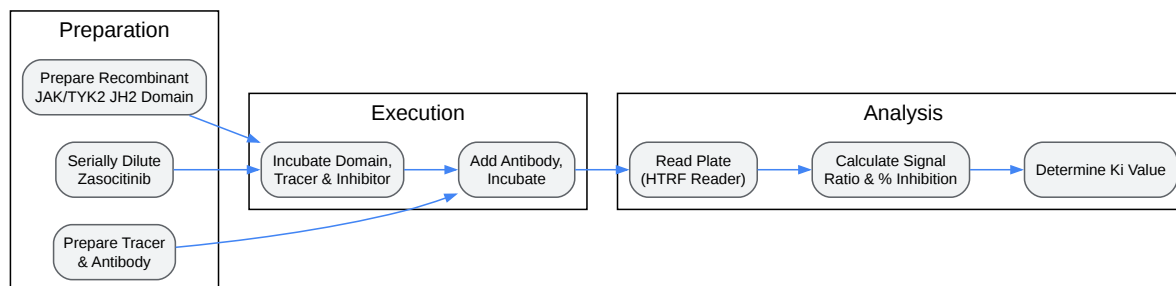 Preparation
Prepare Recombinant
JAK/TYK2 JH2 Domain
Serially Dilute
Zasocitinib
Prepare Tracer
& Antibody
Execution
Incubate Domain,
Tracer & Inhibitor
Add Antibody,
Incubate
Analysis
Read Plate
(HTRF Reader)
Calculate Signal
Ratio & % Inhibition
Determine Ki Value